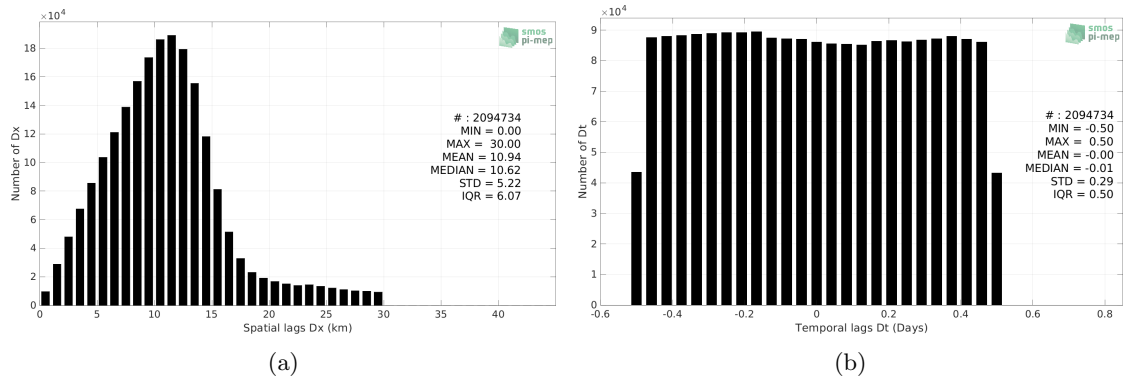 ×10⁴
18
16
14
12
10
8
6
4
2
0
Number of Dx
0 5 10 15 20 25 30 35 40
Spatial lags Dx (km)
smos
pi-mep
# : 2094734
MIN = 0.00
MAX = 30.00
MEAN = 10.94
MEDIAN = 10.62
STD = 5.22
IQR = 6.07
(a)
×10⁴
9
8
7
6
5
4
3
2
1
0
Number of Dt
-0.6 -0.4 -0.2 0 0.2 0.4 0.6 0.8
Temporal lags Dt (Days)
smos
pi-mep
# : 2094734
MIN = -0.50
MAX = 0.50
MEAN = -0.00
MEDIAN = -0.01
STD = 0.29
IQR = 0.50
(b)